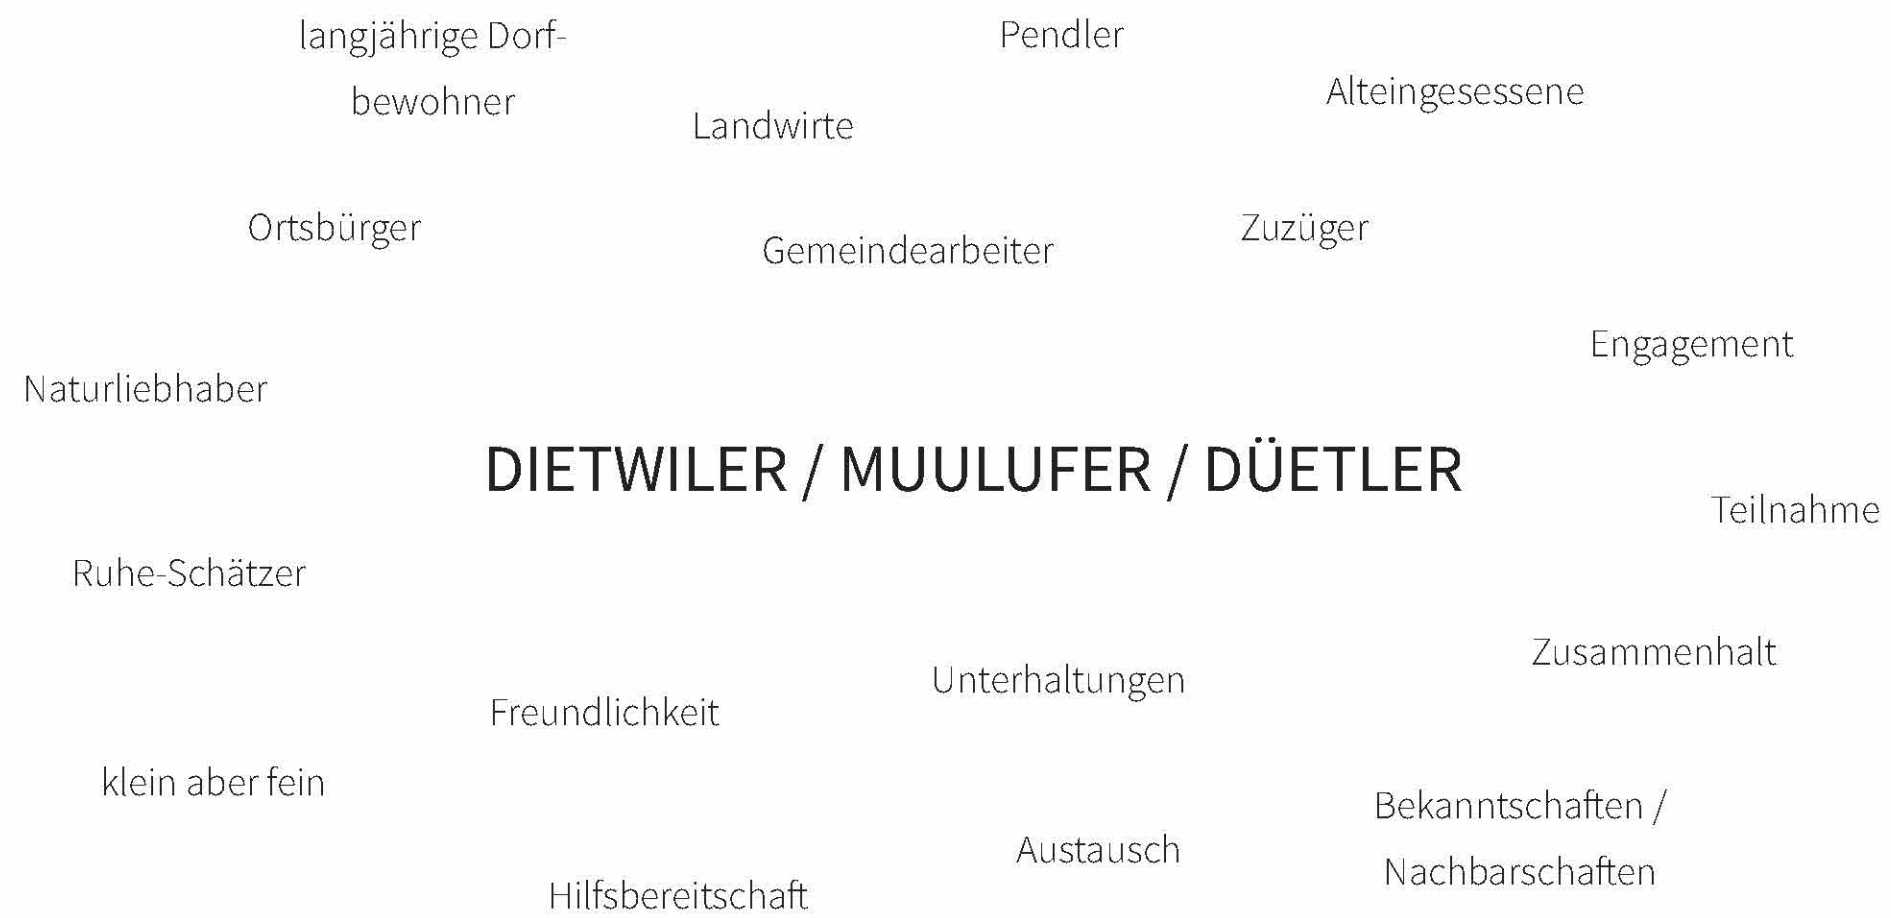 langjährige Dorf-
bewohner
Pendler
Alteingesessene
Landwirte
Ortsbürger
Gemeindearbeiter
Zuzüger
Engagement
Naturliebhaber
DIETWILER / MUULUFER / DÜETLER
Teilnahme
Ruhe-Schätzer
Zusammenhalt
Unterhaltungen
Freundlichkeit
klein aber fein
Bekanntschaften /
Nachbarschaften
Austausch
Hilfsbereitschaft